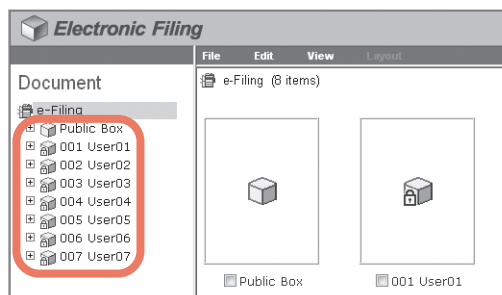 Electronic Filing
File Edit View Layout
Document
e-Filing (8 items)
e-Filing
Public Box
001 User01
002 User02
003 User03
004 User04
005 User05
006 User06
007 User07
Public Box
001 User01